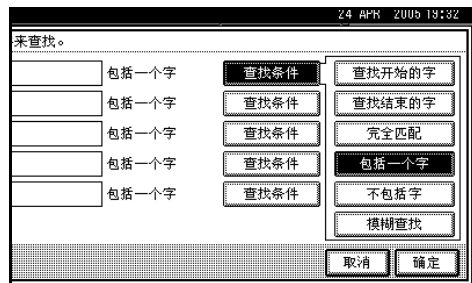 24 APR 2005 19:32
来查找。
包括一个字 查找条件 查找开始的字
包括一个字 查找条件 查找结束的字
包括一个字 查找条件 完全匹配
包括一个字 查找条件 包括一个字
包括一个字 查找条件 不包括字
模糊查找
取消 确定